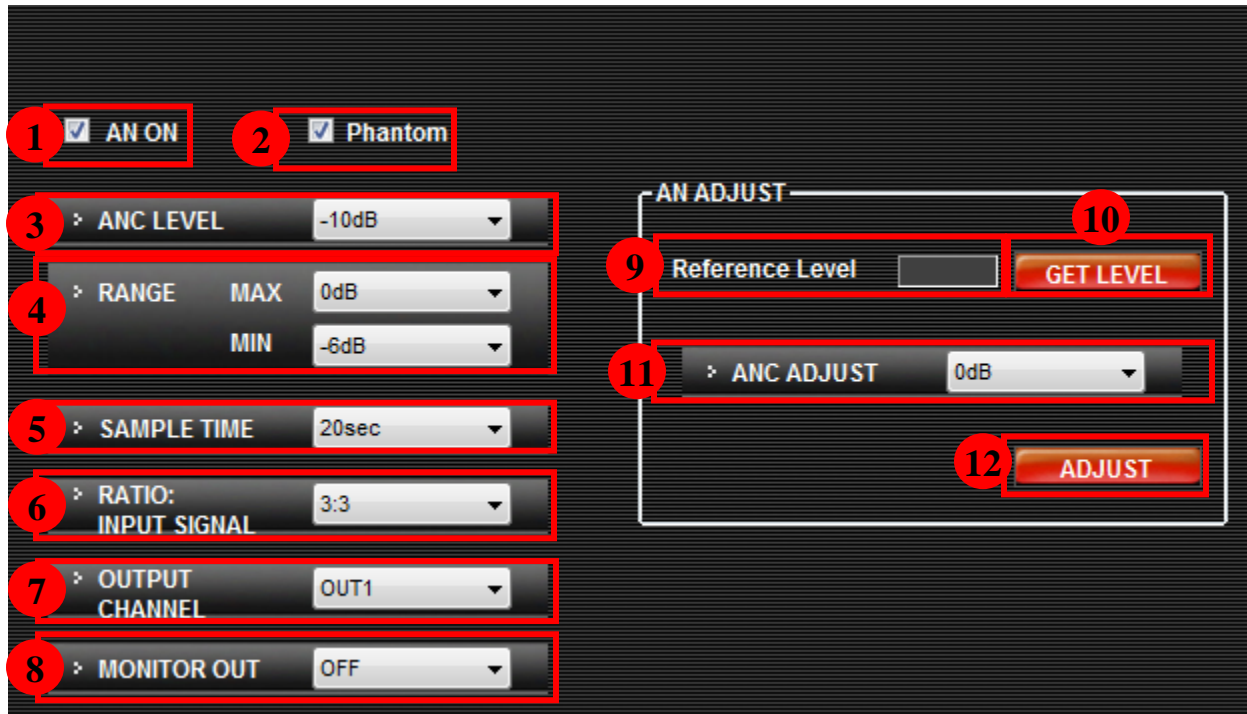 1 AN ON 2 Phantom
3 ANC LEVEL -10dB
4 RANGE MAX 0dB
MIN -6dB
5 SAMPLE TIME 20sec
6 RATIO:
INPUT SIGNAL 3:3
7 OUTPUT
CHANNEL OUT1
8 MONITOR OUT OFF
AN ADJUST
10
9 Reference Level GET LEVEL
11 ANC ADJUST 0dB
12 ADJUST